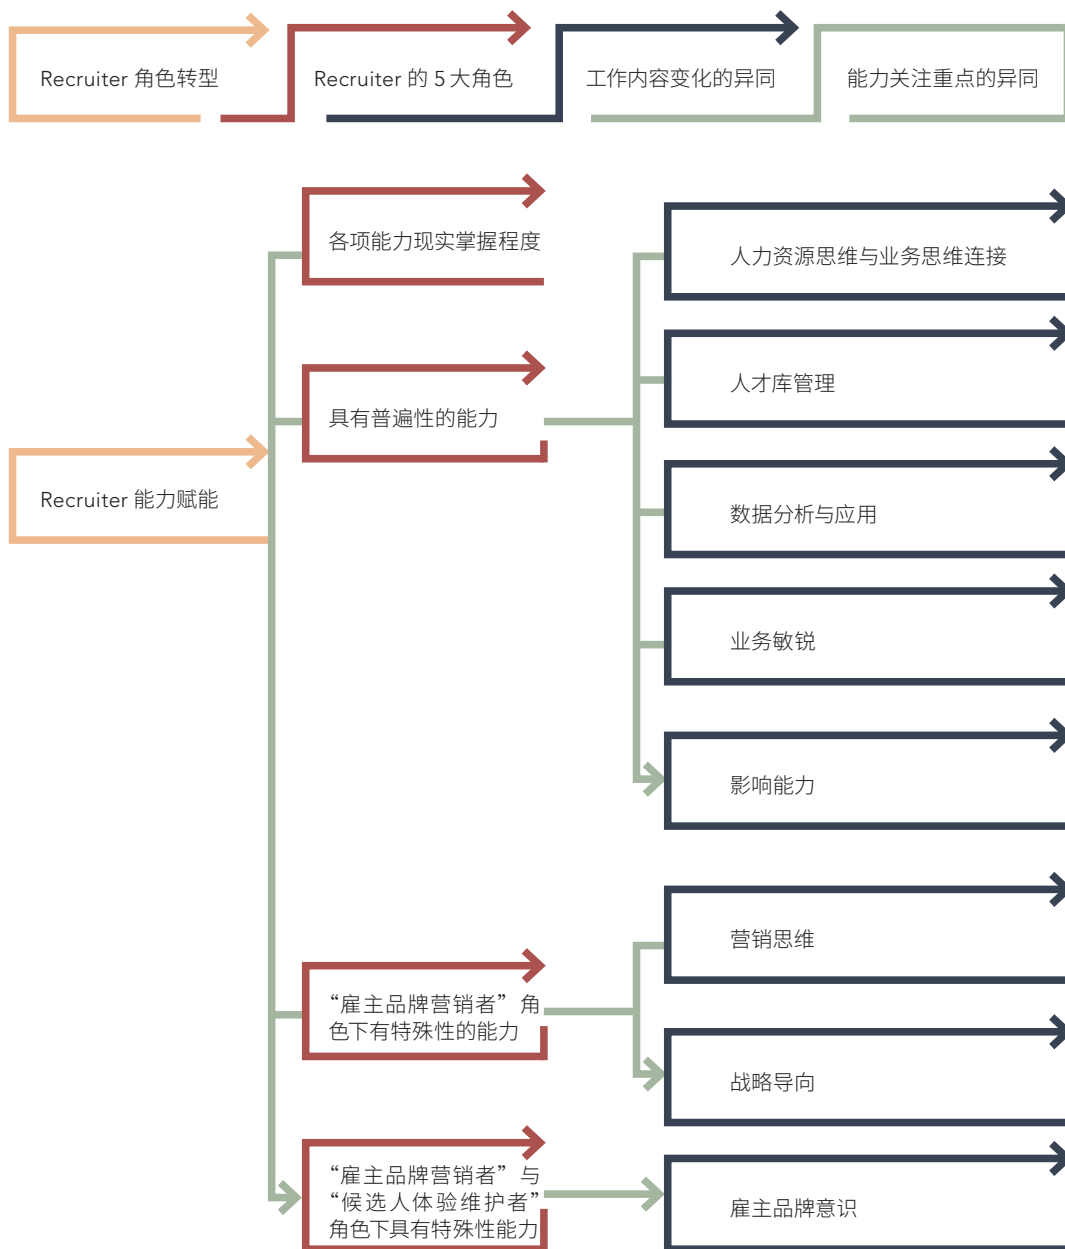 Recruiter 角色转型
Recruiter 的 5 大角色
工作内容变化的异同
能力关注重点的异同
Recruiter 能力赋能
各项能力现实掌握程度
具有普遍性的能力
人力资源思维与业务思维连接
人才库管理
数据分析与应用
业务敏锐
影响能力
“雇主品牌营销者”角
色下有特殊性的能力
营销思维
战略导向
“雇主品牌营销者”与
“候选人体验维护者”
角色下具有特殊性能力
雇主品牌意识